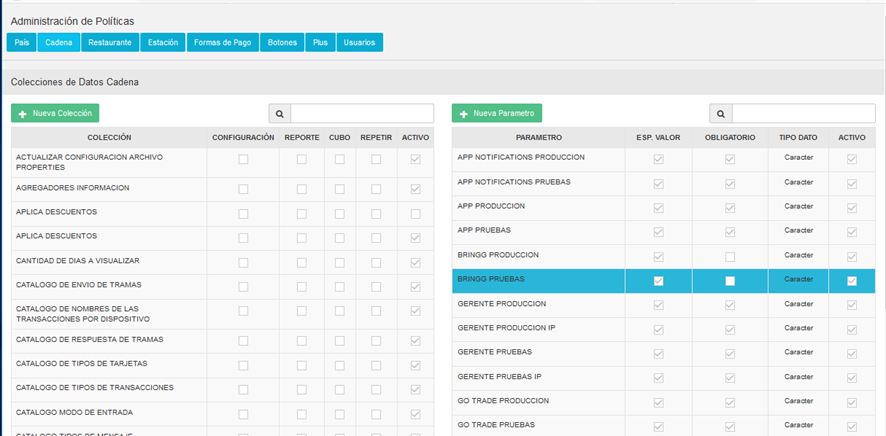 Administración de Políticas
País Cadena Restaurante Estación Formas de Pago Botones Plus Usuarios
Colecciones de Datos Cadena
Nueva Colección
COLECCIÓN CONFIGURACIÓN REPORTE CUBO REPETIR ACTIVO
ACTUALIZAR CONFIGURACION ARCHIVO
PROPERTIES
AGREGADORES INFORMACION
APLICA DESCUENTOS
APLICA DESCUENTOS
CANTIDAD DE DIAS A VISUALIZAR
CATALOGO DE ENVIO DE TRAMAS
CATALOGO DE NOMBRES DE LAS
TRANSACCIONES POR DISPOSITIVO
CATALOGO DE RESPUESTA DE TRAMAS
CATALOGO DE TIPOS DE TARJETAS
CATALOGO DE TIPOS DE TRANSACCIONES
CATALOGO MODO DE ENTRADA
CATALOGO TIPOS DE MENSAJE
Nueva Parametro
PARAMETRO ESP. VALOR OBLIGATORIO TIPO DATO ACTIVO
APP NOTIFICATIONS PRODUCCION Caracter
APP NOTIFICATIONS PRUEBAS Caracter
APP PRODUCCION Caracter
APP PRUEBAS Caracter
BRINGG PRODUCCION Caracter
BRINGG PRUEBAS Caracter
GERENTE PRODUCCION Caracter
GERENTE PRODUCCION IP Caracter
GERENTE PRUEBAS Caracter
GERENTE PRUEBAS IP Caracter
GO TRADE PRODUCCION Caracter
GO TRADE PRUEBAS Caracter